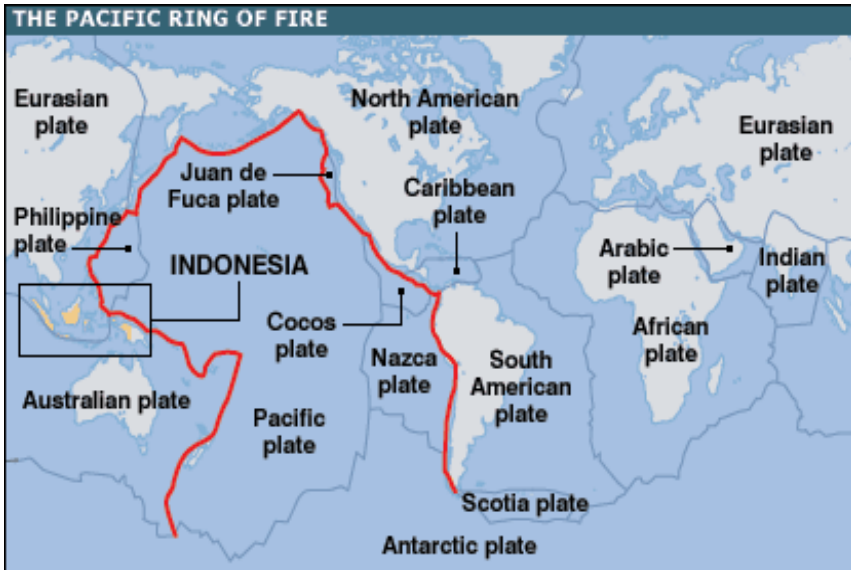 THE PACIFIC RING OF FIRE
Eurasian
plate
North American
plate
Eurasian
plate
Juan de
Fuca plate
Caribbean
plate
Philippine
plate
INDONESIA
Arabic
plate
Indian
plate
Cocos
plate
African
plate
Nazca
plate
South
American
plate
Australian plate
Pacific
plate
Scotia plate
Antarctic plate